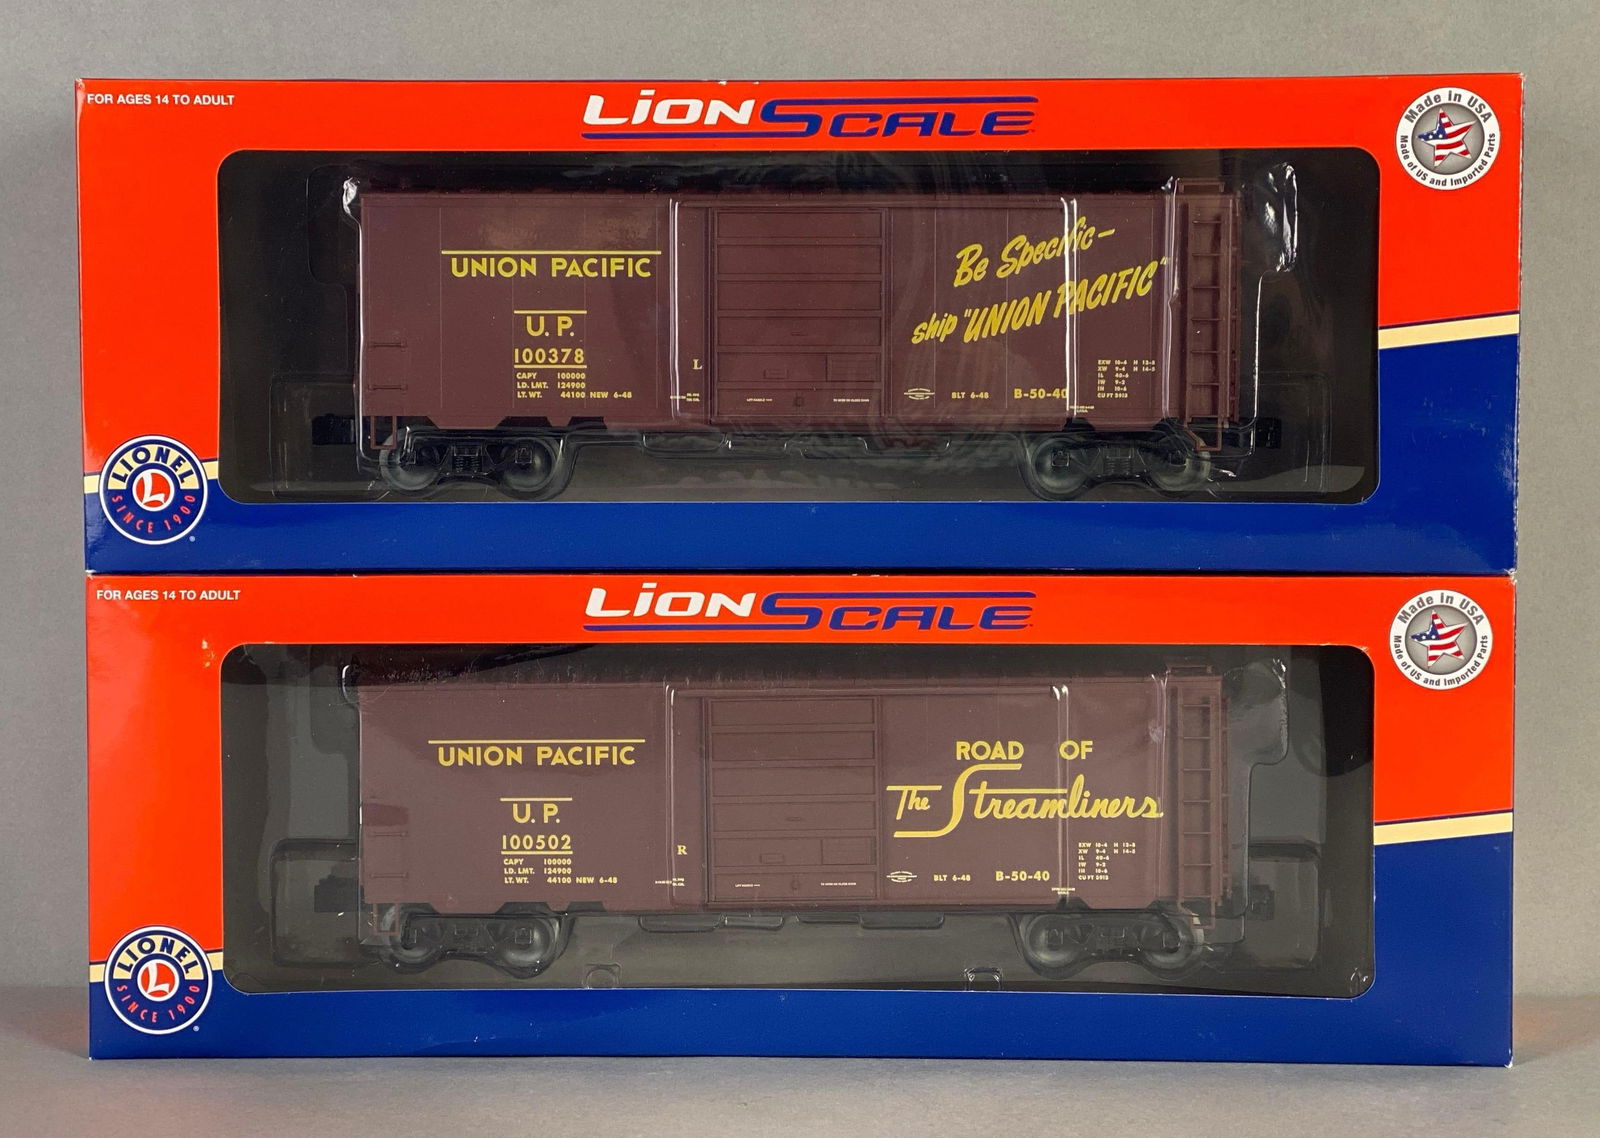 FOR AGES 14 TO ADULT
LiONSCALE
Made in USA
Made of US and Imported Parts
UNION PACIFIC
U.P.
100378
CAPY 100000
LD. LMT. 124900
LT. WT. 44100 NEW 6-48
L
Be Specific-
ship "UNION PACIFIC"
EXW 10-4 H 12-5
XW 9-4 H 14-5
IL 40-6
IW 9-2
IH 10-6
CU FT 3912
BLT 6-48 B-50-40
LIONEL
L
SINCE 1900
FOR AGES 14 TO ADULT
LiONSCALE
Made in USA
Made of US and Imported Parts
UNION PACIFIC
U.P.
100502
CAPY 100000
LD. LMT. 124900
LT. WT. 44100 NEW 6-48
R
ROAD OF
The Streamliners
EXW 10-4 H 12-5
XW 9-4 H 14-5
IL 40-6
IW 9-2
IH 10-6
CU FT 3912
BLT 6-48 B-50-40
LIONEL
L
SINCE 1900